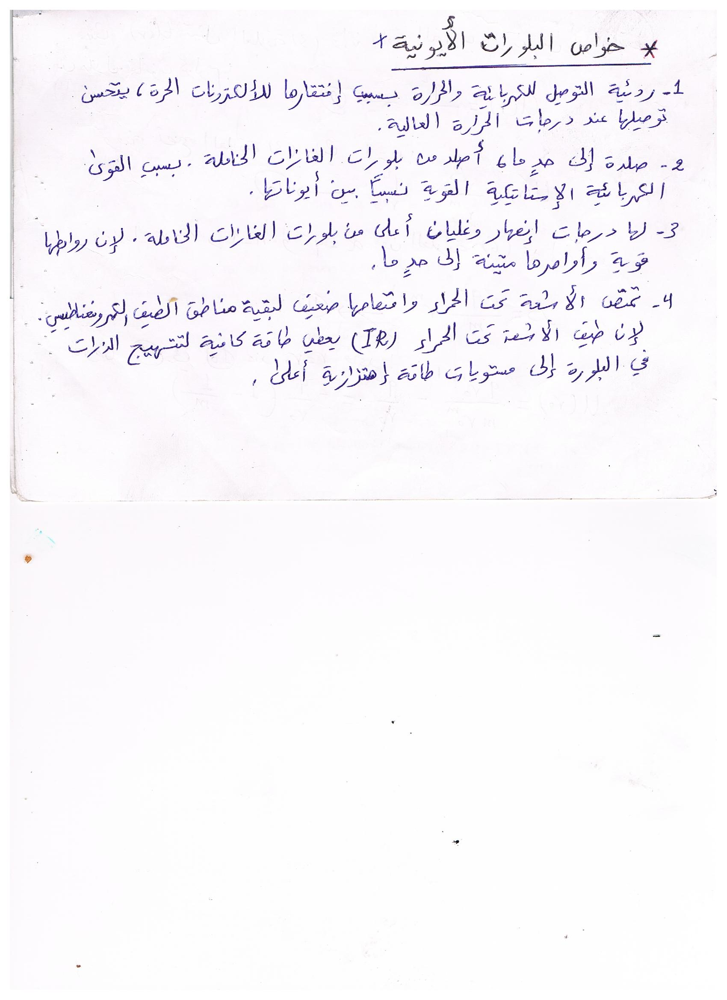 * خواص البلورات الأيونية *
1- ردئية التوصيل للكهربائية والحرارة بسبب إفتقارها للألكترونات الحرة، يتحسن
توصيلها عند درجات الحرارة العالية.
2- صلدة إلى حدٍ ما، أصلد من بلورات الغازات الخاملة. بسبب القوى
الكهربائية الإستاتيكية القوية نسبياً بين أيوناتها.
3- لها درجات إنصهار وغليان أعلى من بلورات الغازات الخاملة. لإن روابطها
قوية وأواصرها متينة إلى حدٍ ما.
4- تمتص الأشعة تحت الحمراء وامتصاصها ضعيف لبقية مناطق الطيف الكهرومغناطيسي.
لإن طيف الأشعة تحت الحمراء (IR) يعطي طاقة كافية لتتهيج الذرات
في البلورة إلى مستويات طاقة إهتزازية أعلى.